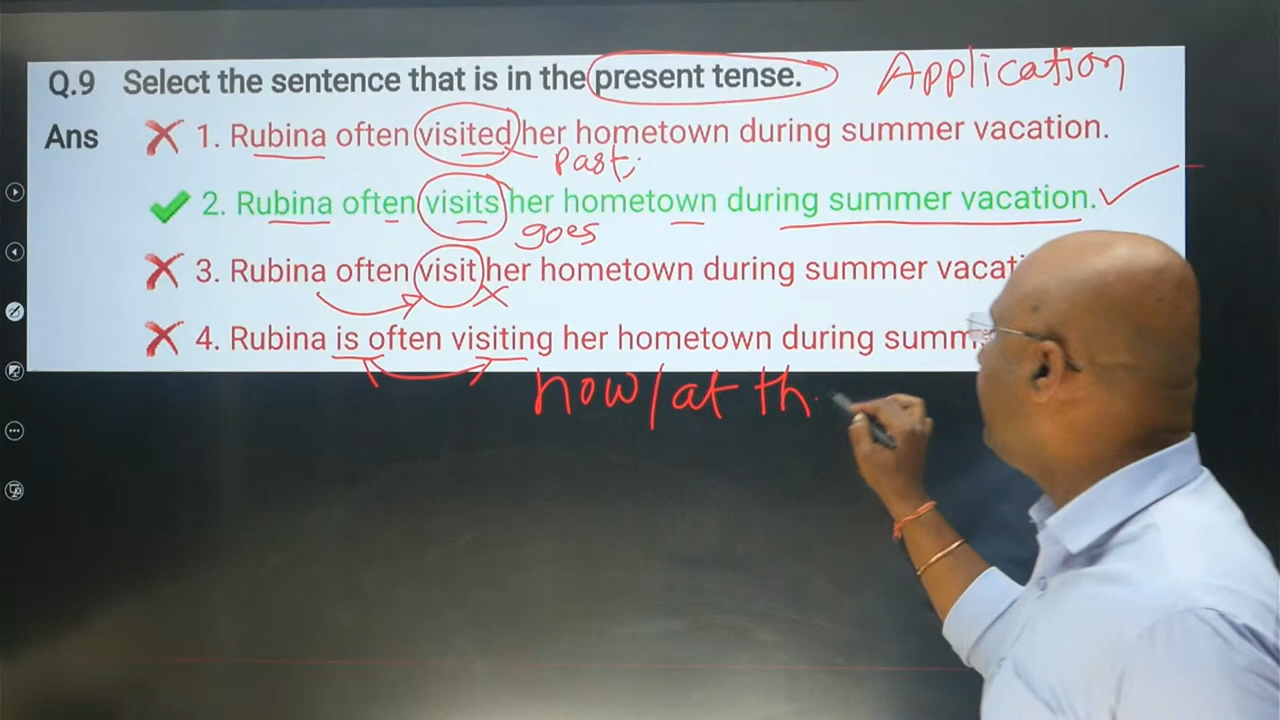 Q.9 Select the sentence that is in the present tense. Application
Ans 1. Rubina often visited her hometown during summer vacation.
Past
2. Rubina often visits her hometown during summer vacation.
goes
3. Rubina often visit her hometown during summer vacati
4. Rubina is often visiting her hometown during summ
now/at th